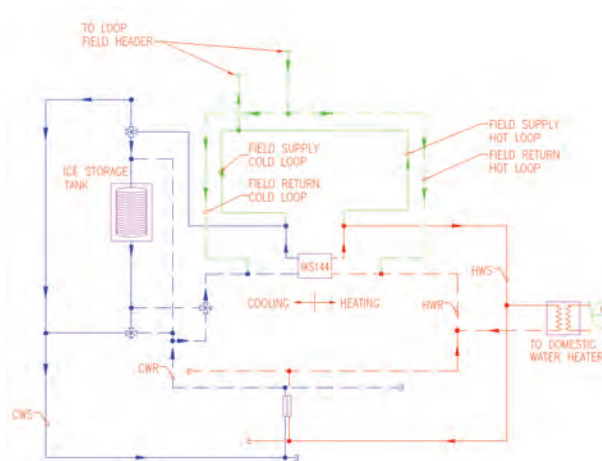 TO LOOP
FIELD HEADER
FIELD SUPPLY
HOT LOOP
FIELD SUPPLY
COLD LOOP
FIELD RETURN
HOT LOOP
ICE STORAGE
TANK
FIELD RETURN
COLD LOOP
IKS144
HWS
COOLING
HEATING
HWR
TO DOMESTIC
WATER HEATER
CWR
CWS